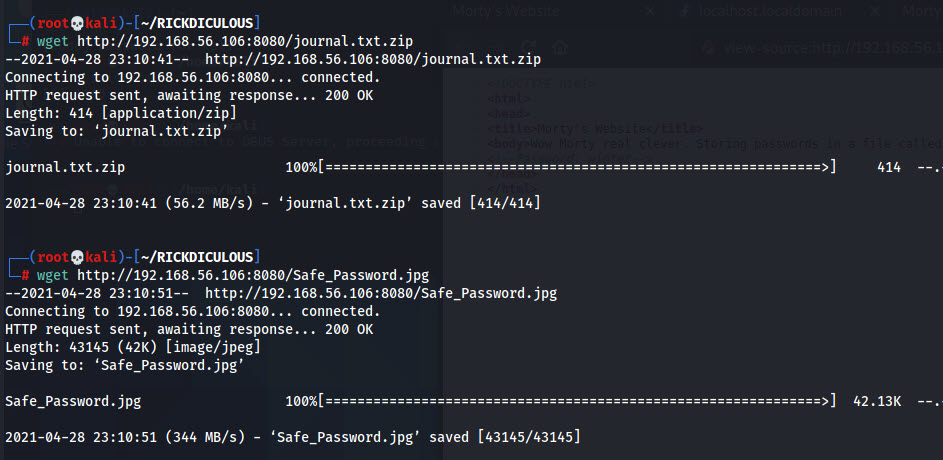 Morty's Website
localhost.localdomain
Morty
┌──(root💀kali)-[~/RICKDICULOUS]
└─# wget http://192.168.56.106:8080/journal.txt.zip
view-source:http://192.168.56.1
--2021-04-28 23:10:41--  http://192.168.56.106:8080/journal.txt.zip
Connecting to 192.168.56.106:8080... connected.
HTTP request sent, awaiting response... 200 OK
<html>
Length: 414 [application/zip]
<head>
Saving to: ‘journal.txt.zip’
<title>Morty's Website</title>
<body>Wow Morty real clever. Storing passwords in a file called
journal.txt.zip 100%[===============================================================>] 414 --.-
</html>
/home/kali
2021-04-28 23:10:41 (56.2 MB/s) - ‘journal.txt.zip’ saved [414/414]
┌──(root💀kali)-[~/RICKDICULOUS]
└─# wget http://192.168.56.106:8080/Safe_Password.jpg
--2021-04-28 23:10:51--  http://192.168.56.106:8080/Safe_Password.jpg
Connecting to 192.168.56.106:8080... connected.
HTTP request sent, awaiting response... 200 OK
Length: 43145 (42K) [image/jpeg]
Saving to: ‘Safe_Password.jpg’
Safe_Password.jpg 100%[===============================================================>] 42.13K --.-
2021-04-28 23:10:51 (344 MB/s) - ‘Safe_Password.jpg’ saved [43145/43145]